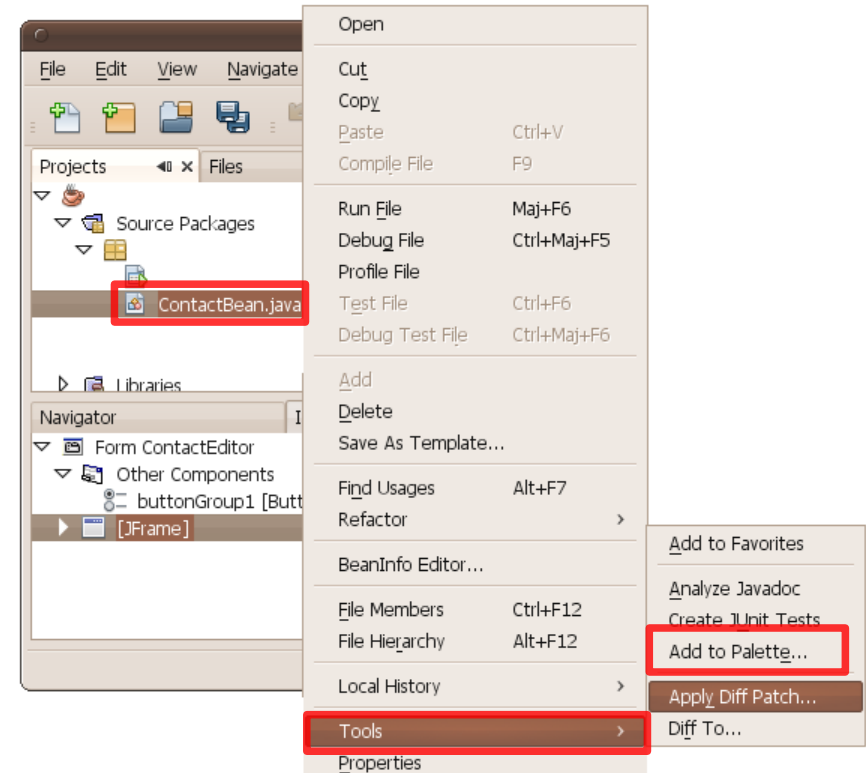 File Edit View Navigate
Projects Files
Source Packages
ContactBean.java
Libraries
Navigator I
Form ContactEditor
Other Components
buttonGroup1 [Butt
[JFrame]
Open
Cut
Copy
Paste Ctrl+V
Compile File F9
Run File Maj+F6
Debug File Ctrl+Maj+F5
Profile File
Test File Ctrl+F6
Debug Test File Ctrl+Maj+F6
Add
Delete
Save As Template...
Find Usages Alt+F7
Refactor
BeanInfo Editor...
File Members Ctrl+F12
File Hierarchy Alt+F12
Local History
Tools
Properties
Add to Favorites
Analyze Javadoc
Create JUnit Tests
Add to Palette...
Apply Diff Patch...
Diff To...